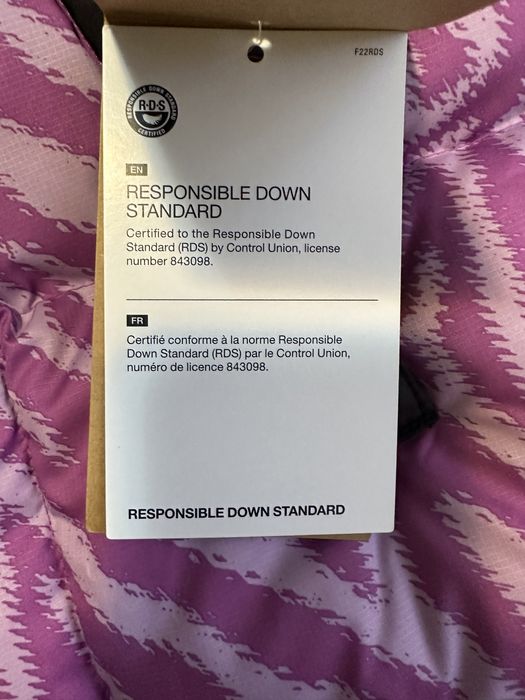 F22RDS
RESPONSIBLE DOWN STANDARD
R·D·S
CERTIFIED
EN
RESPONSIBLE DOWN
STANDARD
Certified to the Responsible Down
Standard (RDS) by Control Union, license
number 843098.
FR
Certifié conforme à la norme Responsible
Down Standard (RDS) par le Control Union,
numéro de licence 843098.
RESPONSIBLE DOWN STANDARD